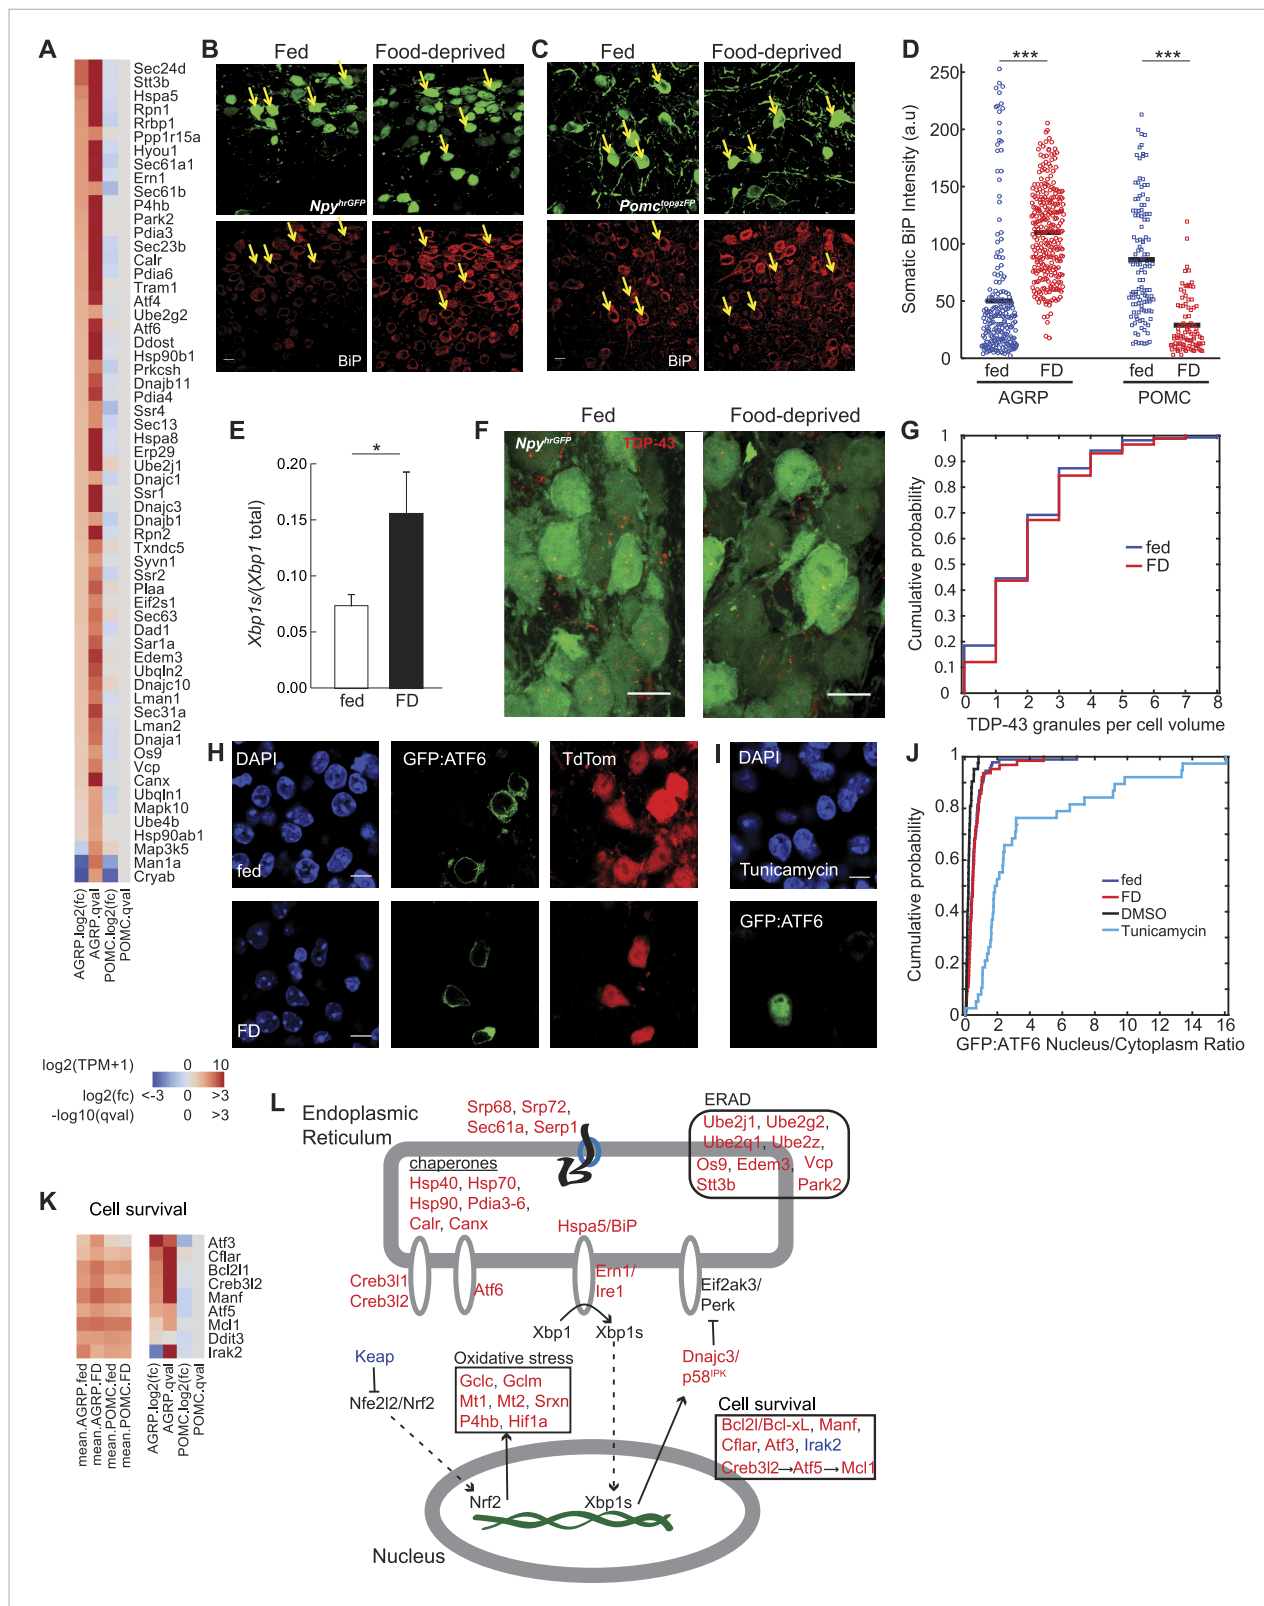 A
Sec24d
Stt3b
Hspa5
Rpn1
Rrbp1
Ppp1r15a
Hyou1
Sec61a1
Ern1
Sec61b
P4hb
Park2
Pdia3
Sec23b
Calr
Pdia6
Tram1
Atf4
Ube2g2
Atf6
Ddost
Hsp90b1
Prkcsh
Dnajb11
Pdia4
Ssr4
Sec13
Hspa8
Erp29
Ube2j1
Dnajc1
Ssr1
Dnajc3
Dnajb1
Rpn2
Txndc5
Syvn1
Ssr2
Plaa
Eif2s1
Sec63
Dad1
Sar1a
Edem3
Ubqln2
Dnajc10
Lman1
Sec31a
Lman2
Dnaja1
Os9
Vcp
Canx
Ubqln1
Mapk10
Ube4b
Hsp90ab1
Map3k5
Man1a
Cryab
AGRP.log2(fc)
AGRP.qval
POMC.log2(fc)
POMC.qval
log2(TPM+1) 0 10
log2(fc) <-3 0 >3
-log10(qval) 0 >3
B
Fed Food-deprived
Npy^hrGFP
BiP
C
Fed Food-deprived
Pomc^topazFP
BiP
D
*** ***
Somatic BiP Intensity (a.u)
250
200
150
100
50
0
fed FD fed FD
AGRP POMC
E
*
Xbp1s/(Xbp1 total)
0.20
0.15
0.10
0.05
0.00
fed FD
F
Fed Food-deprived
Npy^hrGFP TDP-43
G
Cumulative probability
1
0.9
0.8
0.7
0.6
0.5
0.4
0.3
0.2
0.1
0
fed
FD
0 1 2 3 4 5 6 7 8
TDP-43 granules per cell volume
H
DAPI GFP:ATF6 TdTom
fed
FD
I
DAPI
Tunicamycin
GFP:ATF6
J
Cumulative probability
1
0.8
0.6
0.4
0.2
0
fed
FD
DMSO
Tunicamycin
0 2 4 6 8 10 12 14 16
GFP:ATF6 Nucleus/Cytoplasm Ratio
K
Cell survival
Atf3
Cflar
Bcl2l1
Creb3l2
Manf
Atf5
Mcl1
Ddit3
Irak2
mean.AGRP.fed
mean.AGRP.FD
mean.POMC.fed
mean.POMC.FD
AGRP.log2(fc)
AGRP.qval
POMC.log2(fc)
POMC.qval
L
Endoplasmic
Reticulum
Srp68, Srp72,
Sec61a, Serp1
ERAD
Ube2j1, Ube2g2,
Ube2q1, Ube2z,
Os9, Edem3, Vcp
Stt3b Park2
chaperones
Hsp40, Hsp70,
Hsp90, Pdia3-6,
Calr, Canx
Hspa5/BiP
Creb3l1
Creb3l2
Atf6
Ern1/
Ire1
Eif2ak3/
Perk
Xbp1 Xbp1s
Keap
Nfe2l2/Nrf2
Oxidative stress
Gclc, Gclm
Mt1, Mt2, Srxn
P4hb, Hif1a
Dnajc3/
p58^IPK
Cell survival
Bcl2l/Bcl-xL, Manf,
Cflar, Atf3, Irak2
Creb3l2→Atf5→Mcl1
Nrf2 Xbp1s
Nucleus